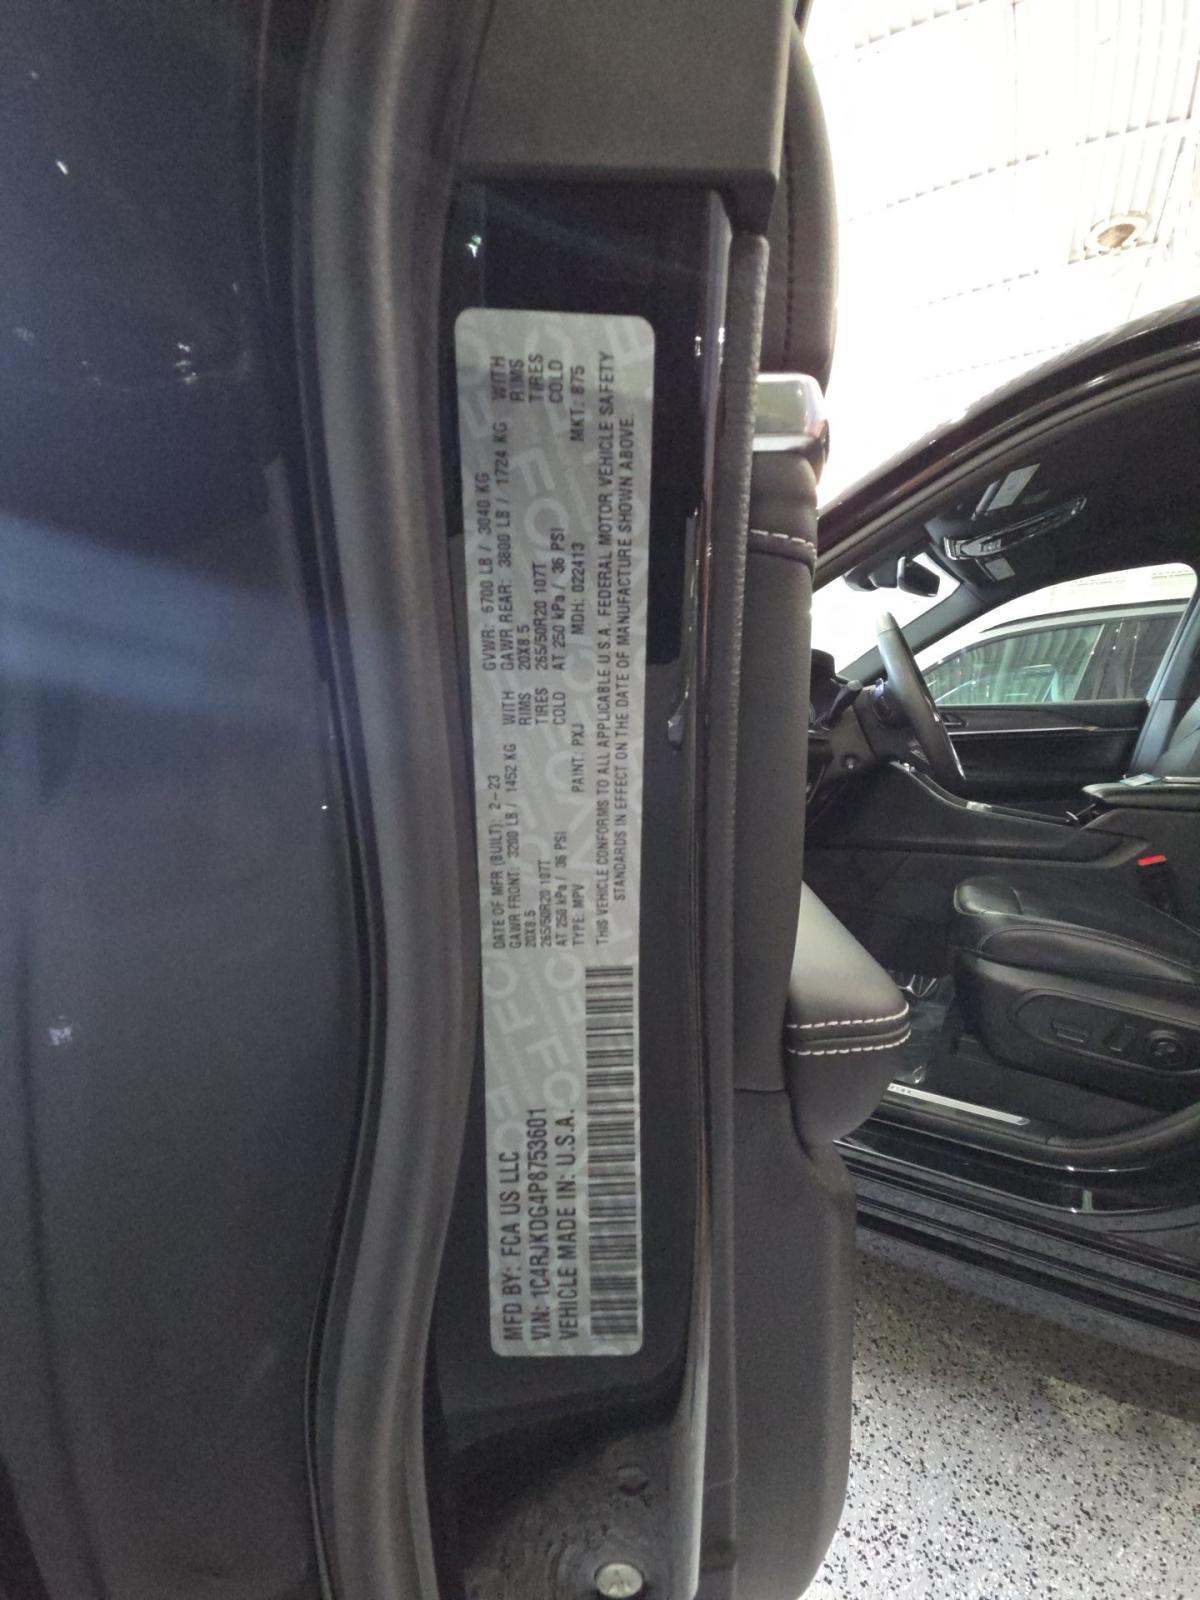 MFD BY: FCA US LLC
VIN: 1C4RJKDG4P8753601
VEHICLE MADE IN: U.S.A.
DATE OF MFR (BUILT): 2-23 GVWR: 6700 LB / 3040 KG
GAWR FRONT: 3200 LB / 1452 KG WITH GAWR REAR: 3800 LB / 1724 KG WITH
20X8.5 RIMS 20X8.5 RIMS
265/50R20 107T TIRES 265/50R20 107T TIRES
AT 250 kPa / 36 PSI COLD AT 250 kPa / 36 PSI COLD
TYPE: MPV PAINT: PXJ MDH: 022413 MKT: 875
THIS VEHICLE CONFORMS TO ALL APPLICABLE U.S.A. FEDERAL MOTOR VEHICLE SAFETY
STANDARDS IN EFFECT ON THE DATE OF MANUFACTURE SHOWN ABOVE.